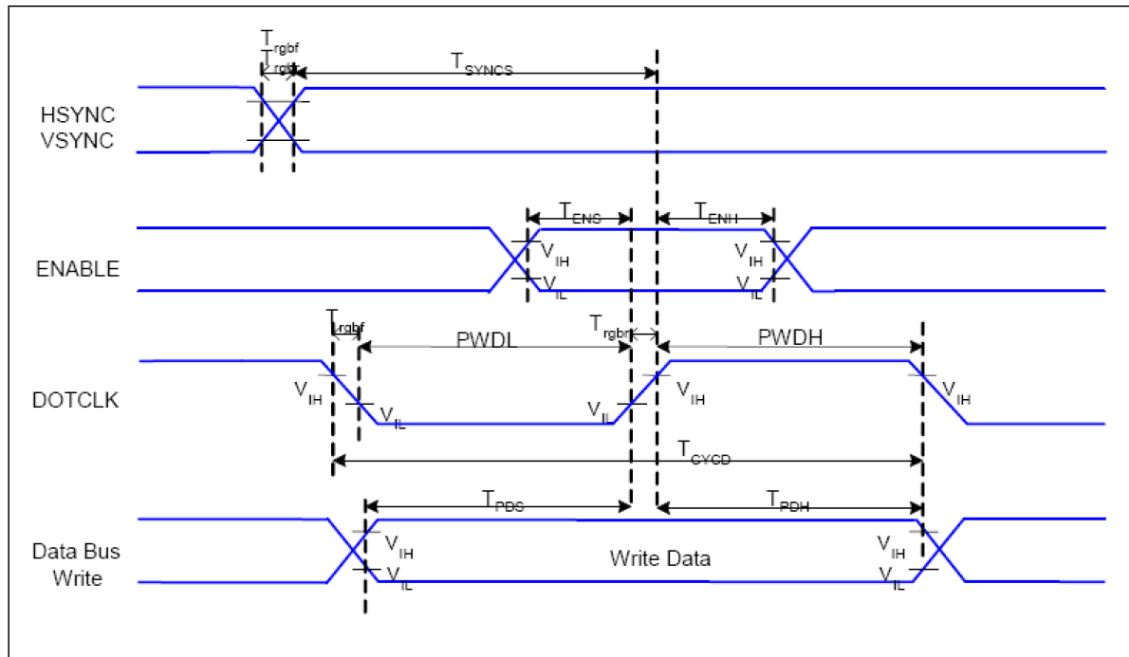 Trgbf
Trgbr
TSYNCS
HSYNC
VSYNC
TENS
TENH
VIH
VIH
ENABLE
VIL
VIL
Trgbf
PWDL
Trgbr
PWDH
VIH
VIH
VIH
DOTCLK
VIL
VIL
TCYCD
TPDS
TPDH
VIH
Write Data
VIH
Data Bus
Write
VIL
VIL